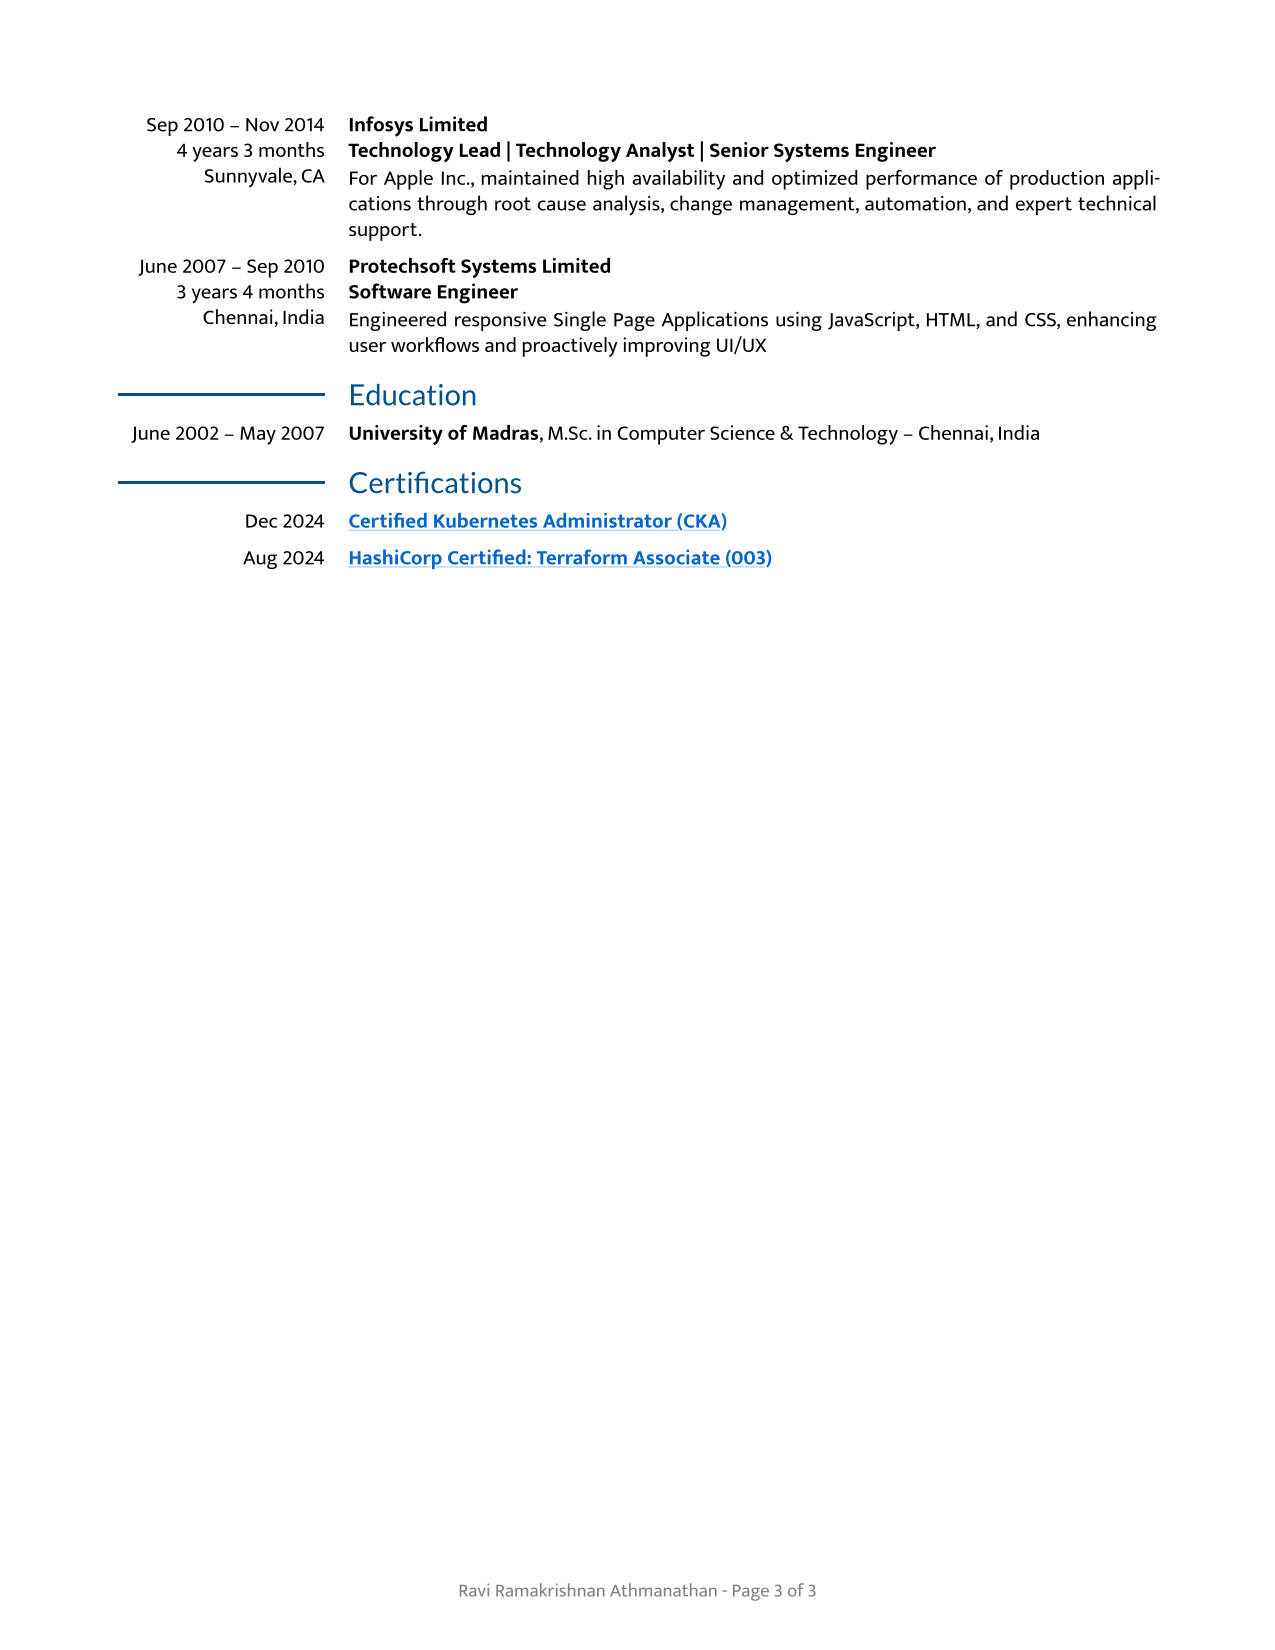 Sep 2010 – Nov 2014
4 years 3 months
Sunnyvale, CA
Infosys Limited
Technology Lead | Technology Analyst | Senior Systems Engineer
For Apple Inc., maintained high availability and optimized performance of production appli-
cations through root cause analysis, change management, automation, and expert technical
support.
June 2007 – Sep 2010
3 years 4 months
Chennai, India
Protechsoft Systems Limited
Software Engineer
Engineered responsive Single Page Applications using JavaScript, HTML, and CSS, enhancing
user workflows and proactively improving UI/UX
Education
June 2002 – May 2007
University of Madras, M.Sc. in Computer Science & Technology – Chennai, India
Certifications
Dec 2024
Certified Kubernetes Administrator (CKA)
Aug 2024
HashiCorp Certified: Terraform Associate (003)
Ravi Ramakrishnan Athmanathan - Page 3 of 3